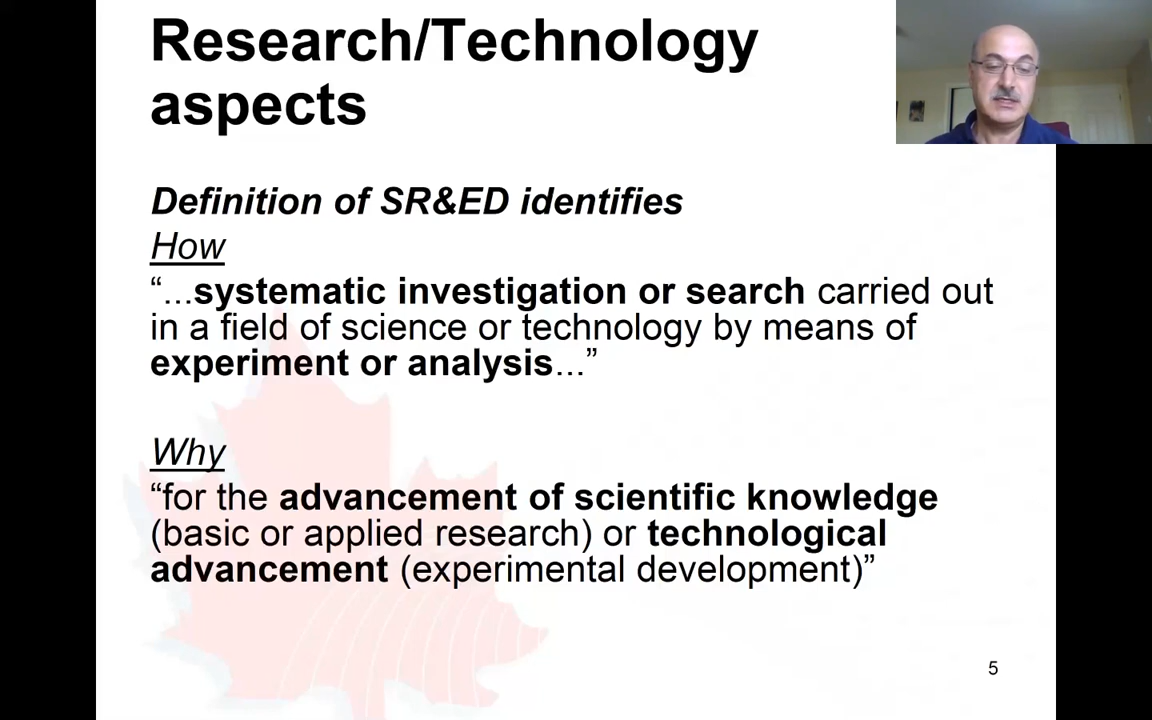 Research/Technology
aspects
Definition of SR&ED identifies
How
“...systematic investigation or search carried out
in a field of science or technology by means of
experiment or analysis...”
Why
“for the advancement of scientific knowledge
(basic or applied research) or technological
advancement (experimental development)”
5